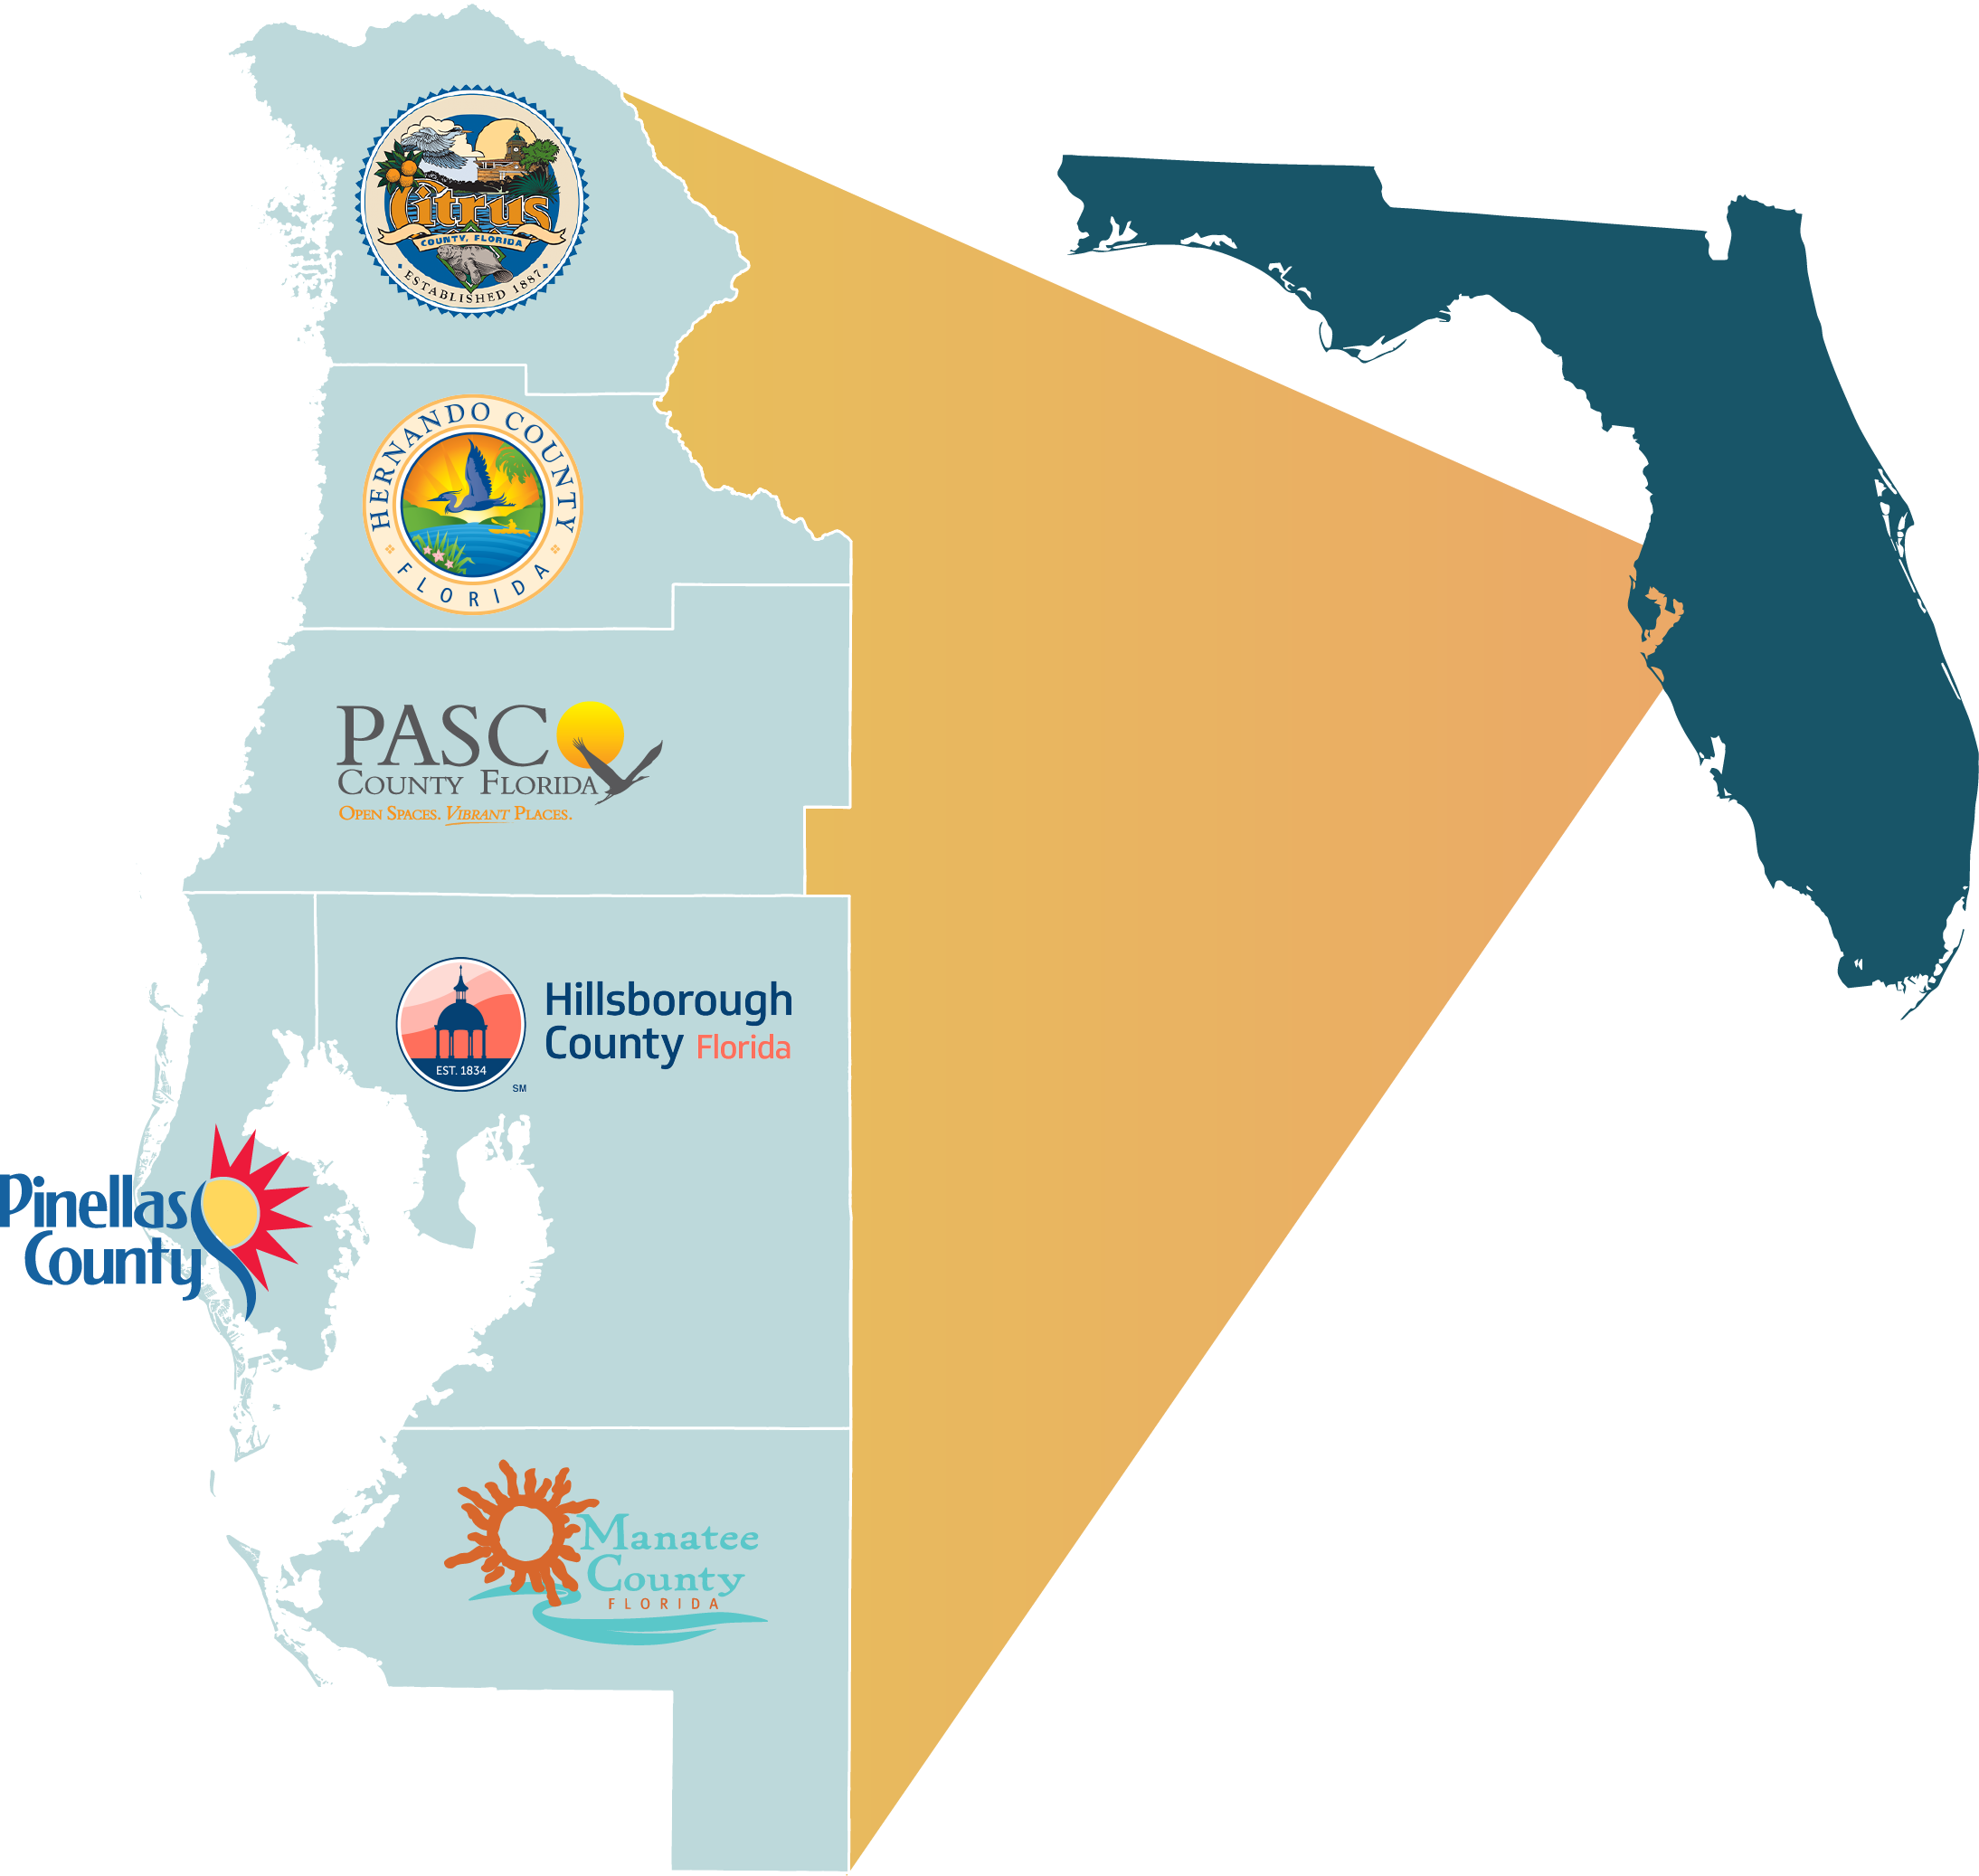 Citrus
COUNTY, FLORIDA
ESTABLISHED 1887
HERNANDO COUNTY
FLORIDA
PASCO
COUNTY FLORIDA
OPEN SPACES. VIBRANT PLACES.
Hillsborough
County Florida
EST. 1834
SM
Pinellas
County
Manatee
County
FLORIDA